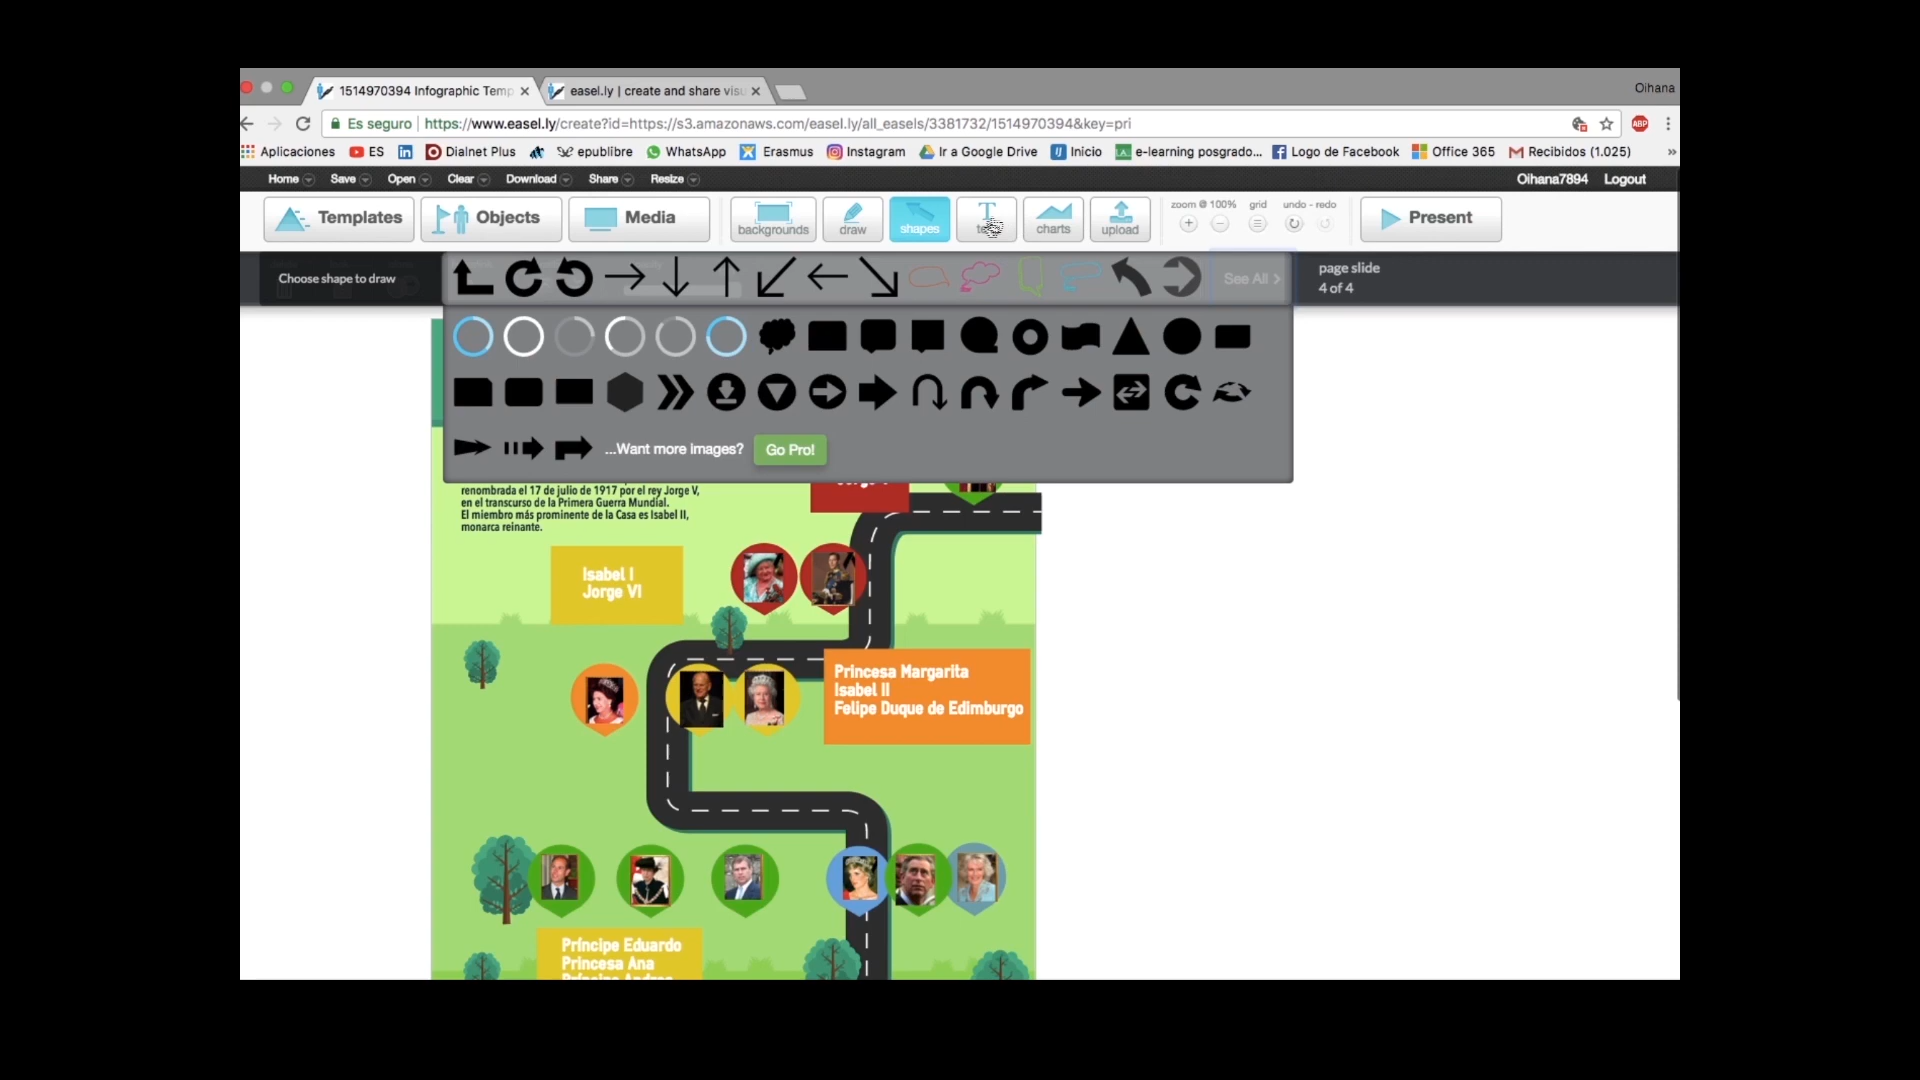 Oihana
1514970394 Infographic Temp
easel.ly | create and share visu
Es seguro
https://www.easel.ly/create?id=https://s3.amazonaws.com/easel.ly/all_easels/3381732/1514970394&key=pri
ABP
Aplicaciones
ES
Dialnet Plus
epublibre
WhatsApp
Erasmus
Instagram
Ir a Google Drive
Inicio
e-learning posgrado...
Logo de Facebook
Office 365
Recibidos (1.025)
»
Home
Save
Open
Clear
Download
Share
Resize
Oihana7894
Logout
Templates
Objects
Media
backgrounds
draw
shapes
charts
upload
zoom @ 100%
grid
undo - redo
Present
Choose shape to draw
See All >
page slide
4 of 4
...Want more images?
Go Pro!
renombrada el 17 de julio de 1917 por el rey Jorge V,
en el transcurso de la Primera Guerra Mundial.
El miembro más prominente de la Casa es Isabel II,
monarca reinante.
Isabel I
Jorge VI
Princesa Margarita
Isabel II
Felipe Duque de Edimburgo
Príncipe Eduardo
Princesa Ana